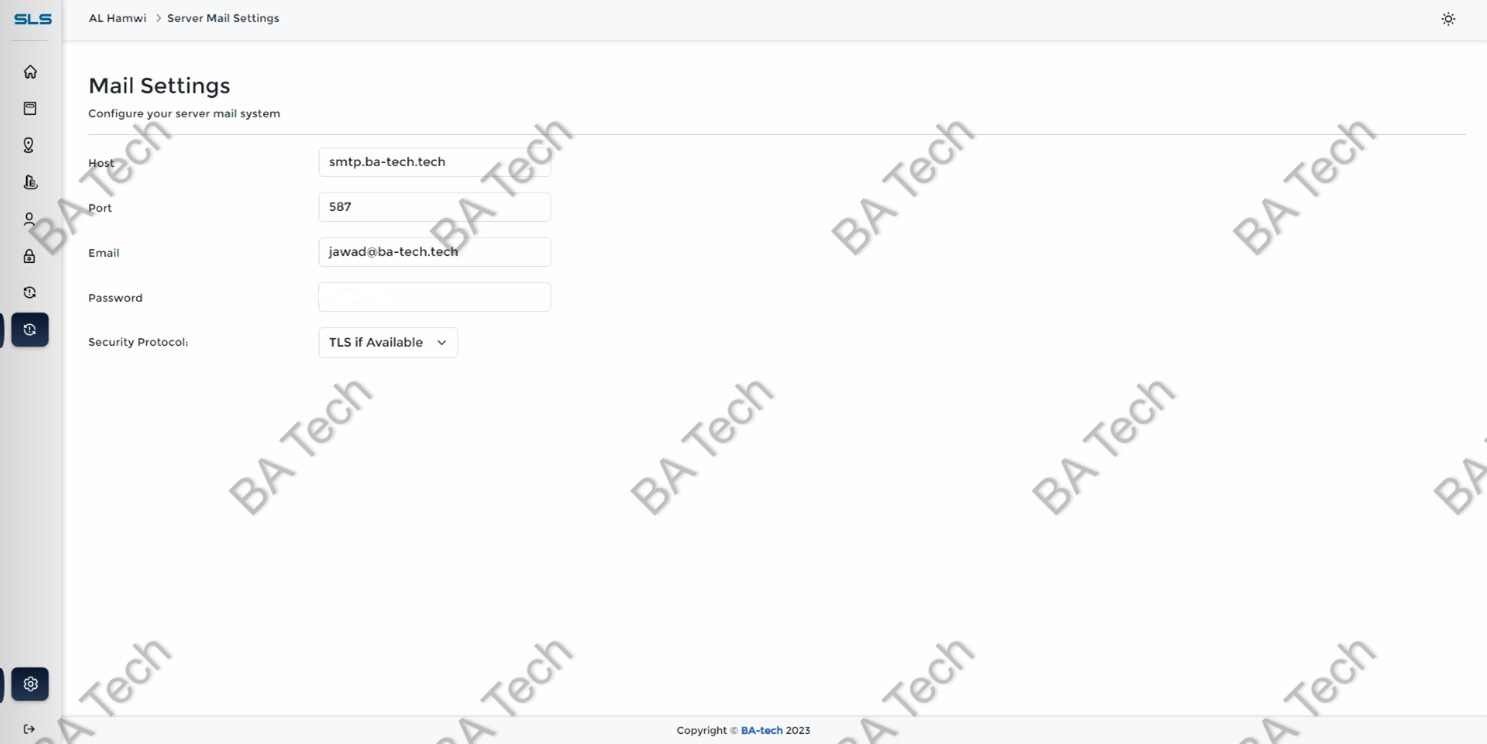 SLS
AL Hamwi > Server Mail Settings
Mail Settings
Configure your server mail system
Host
smtp.ba-tech.tech
Port
587
Email
jawad@ba-tech.tech
Password
Security Protocol:
TLS if Available
BA Tech BA Tech BA Tech BA Tech
BA Tech BA Tech BA Tech BA
BA Tech BA Tech BA Tech BA Tech
Copyright © BA-tech 2023